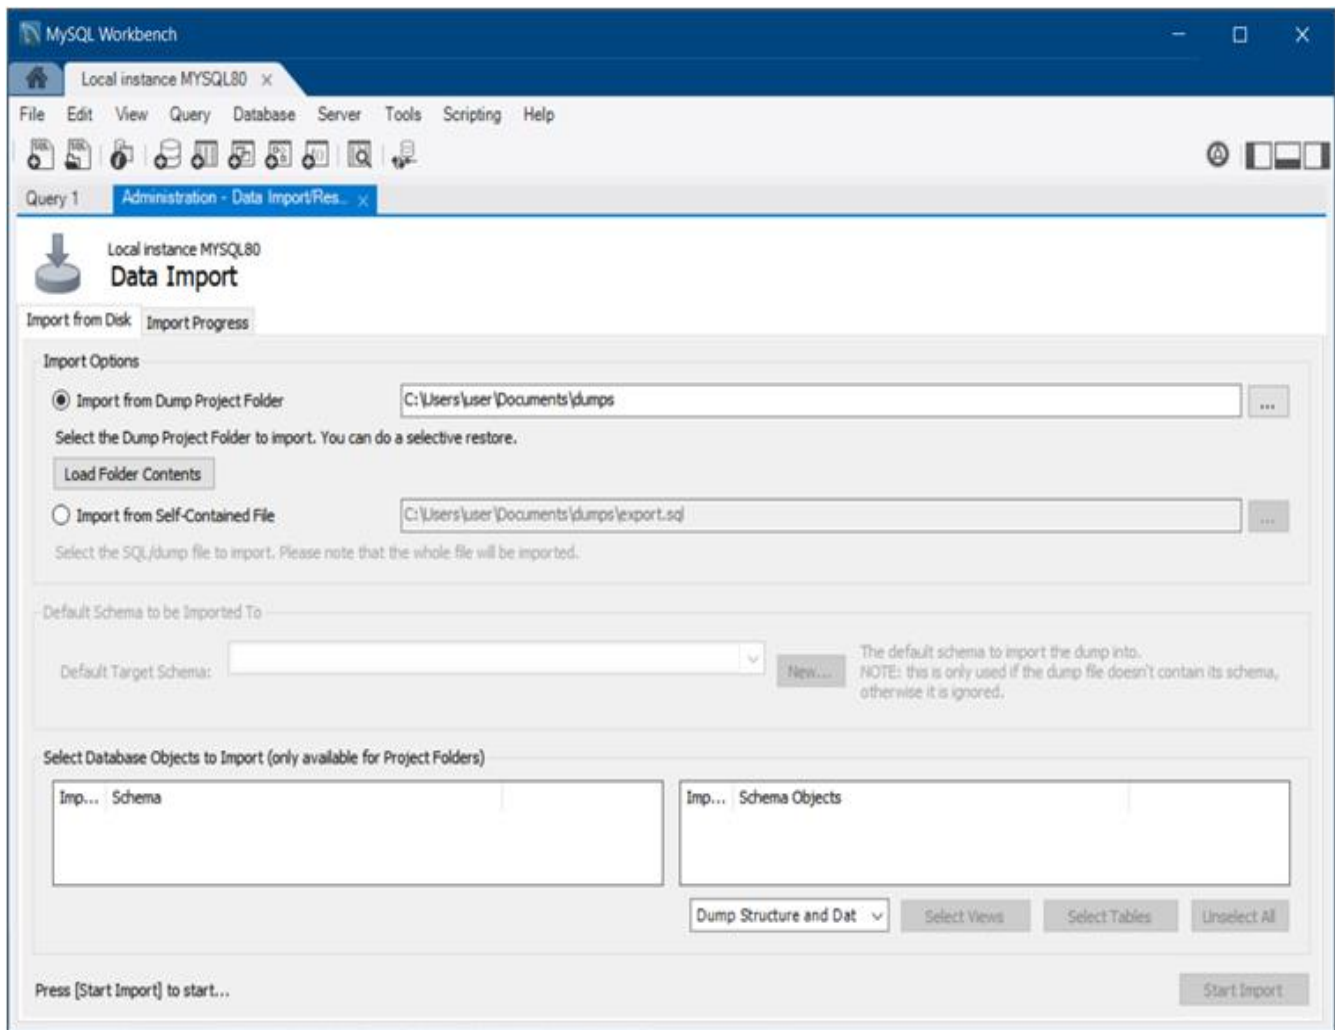 MySQL Workbench
Local instance MYSQL80
File Edit View Query Database Server Tools Scripting Help
Query 1 Administration - Data Import/Res...
Local instance MYSQL80
Data Import
Import from Disk Import Progress
Import Options
Import from Dump Project Folder C:\Users\user\Documents\dumps ...
Select the Dump Project Folder to import. You can do a selective restore.
Load Folder Contents
Import from Self-Contained File C:\Users\user\Documents\dumps\export.sql ...
Select the SQL/dump file to import. Please note that the whole file will be imported.
Default Schema to be Imported To
Default Target Schema: New...
The default schema to import the dump into.
NOTE: this is only used if the dump file doesn't contain its schema,
otherwise it is ignored.
Select Database Objects to Import (only available for Project Folders)
Imp... Schema Imp... Schema Objects
Dump Structure and Dat Select Views Select Tables Unselect All
Press [Start Import] to start... Start Import